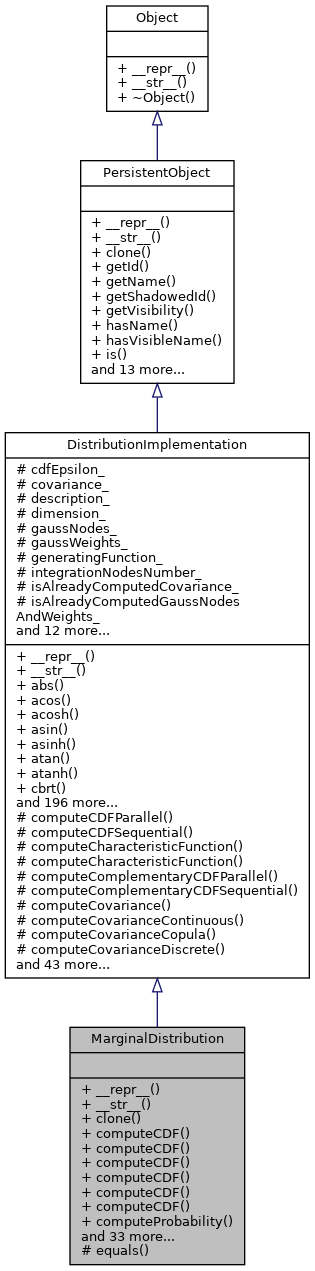 Object
+ __repr__()
+ __str__()
+ ~Object()
PersistentObject
+ __repr__()
+ __str__()
+ clone()
+ getId()
+ getName()
+ getShadowedId()
+ getVisibility()
+ hasName()
+ hasVisibleName()
+ is()
and 13 more...
DistributionImplementation
# cdfEpsilon_
# covariance_
# description_
# dimension_
# gaussNodes_
# gaussWeights_
# generatingFunction_
# integrationNodesNumber_
# isAlreadyComputedCovariance_
# isAlreadyComputedGaussNodes
AndWeights_
and 12 more...
+ __repr__()
+ __str__()
+ abs()
+ acos()
+ acosh()
+ asin()
+ asinh()
+ atan()
+ atanh()
+ cbrt()
and 196 more...
# computeCDFParallel()
# computeCDFSequential()
# computeCharacteristicFunction()
# computeCharacteristicFunction()
# computeComplementaryCDFParallel()
# computeComplementaryCDFSequential()
# computeCovariance()
# computeCovarianceContinuous()
# computeCovarianceCopula()
# computeCovarianceDiscrete()
and 43 more...
MarginalDistribution
+ __repr__()
+ __str__()
+ clone()
+ computeCDF()
+ computeCDF()
+ computeCDF()
+ computeCDF()
+ computeCDF()
+ computeCDF()
+ computeProbability()
and 33 more...
# equals()